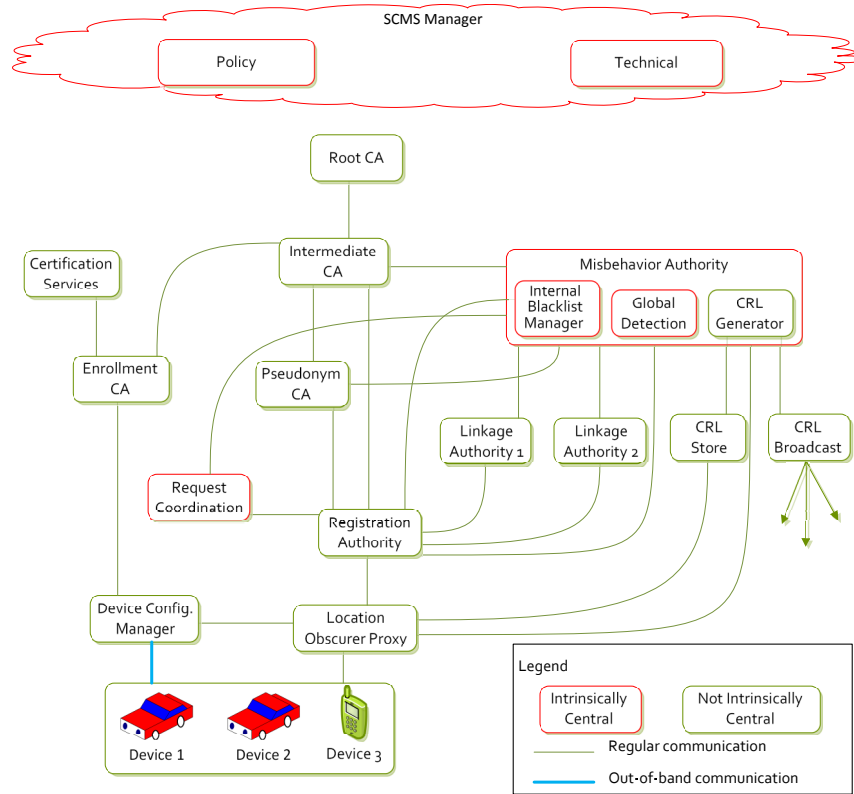 SCMS Manager
Policy
Technical
Root CA
Intermediate
CA
Certification
Services
Misbehavior Authority
Internal
Blacklist
Manager
Global
Detection
CRL
Generator
Enrollment
CA
Pseudonym
CA
Linkage
Authority 1
Linkage
Authority 2
CRL
Store
CRL
Broadcast
Request
Coordination
Registration
Authority
Device Config.
Manager
Location
Obscurer Proxy
Device 1
Device 2
Device 3
Legend
Intrinsically
Central
Not Intrinsically
Central
Regular communication
Out-of-band communication